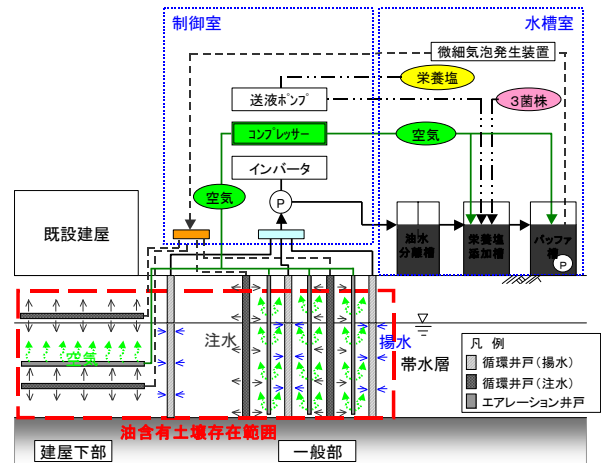 制御室
水槽室
微細気泡発生装置
栄養塩
送液ポンプ
3菌株
コンプレッサー
空気
インバータ
空気
P
既設建屋
油水
分離槽
栄養塩
添加槽
バッファ
槽
P
注水
揚水
空気
帯水層
凡 例
循環井戸(揚水)
循環井戸(注水)
エアレーション井戸
油含有土壌存在範囲
建屋下部
一般部